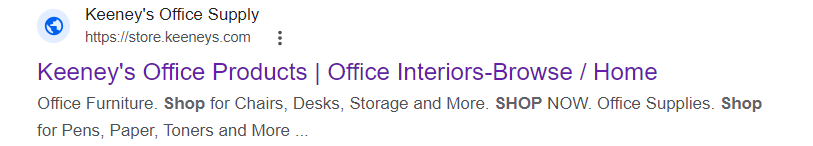 Keeney's Office Supply
https://store.keeneys.com
Keeney's Office Products | Office Interiors-Browse / Home
Office Furniture. Shop for Chairs, Desks, Storage and More. SHOP NOW. Office Supplies. Shop
for Pens, Paper, Toners and More ...